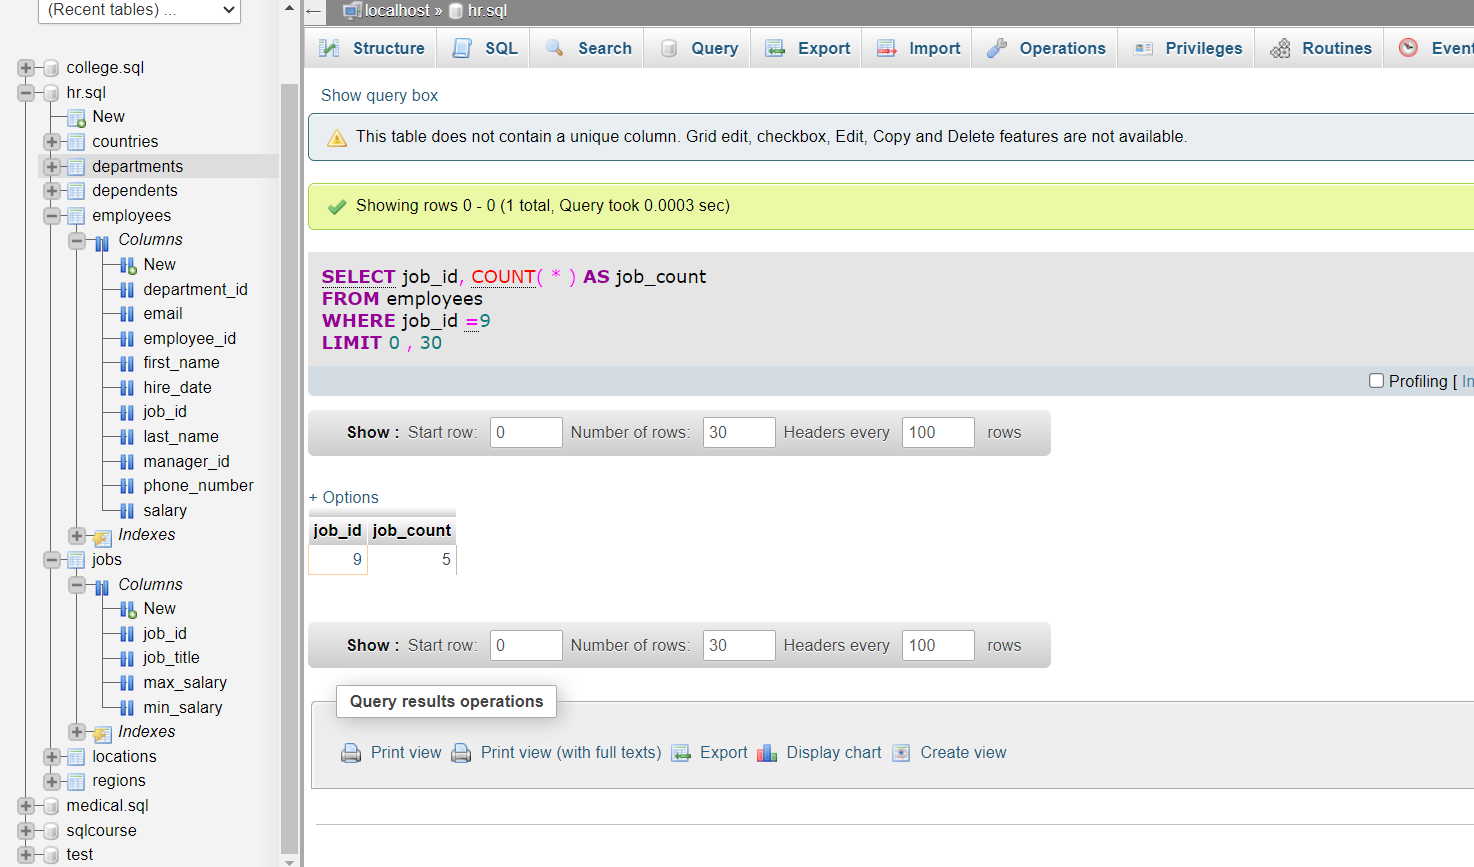 (Recent tables) ...
college.sql
hr.sql
New
countries
departments
dependents
employees
Columns
New
department_id
email
employee_id
first_name
hire_date
job_id
last_name
manager_id
phone_number
salary
Indexes
jobs
Columns
New
job_id
job_title
max_salary
min_salary
Indexes
locations
regions
medical.sql
sqlcourse
test
localhost » hr.sql
Structure SQL Search Query Export Import Operations Privileges Routines
Show query box
This table does not contain a unique column. Grid edit, checkbox, Edit, Copy and Delete features are not available.
Showing rows 0 - 0 (1 total, Query took 0.0003 sec)
SELECT job_id, COUNT( * ) AS job_count
FROM employees
WHERE job_id =9
LIMIT 0 , 30
Profiling [
Show : Start row: 0 Number of rows: 30 Headers every 100 rows
+ Options
job_id job_count
9 5
Show : Start row: 0 Number of rows: 30 Headers every 100 rows
Query results operations
Print view Print view (with full texts) Export Display chart Create view